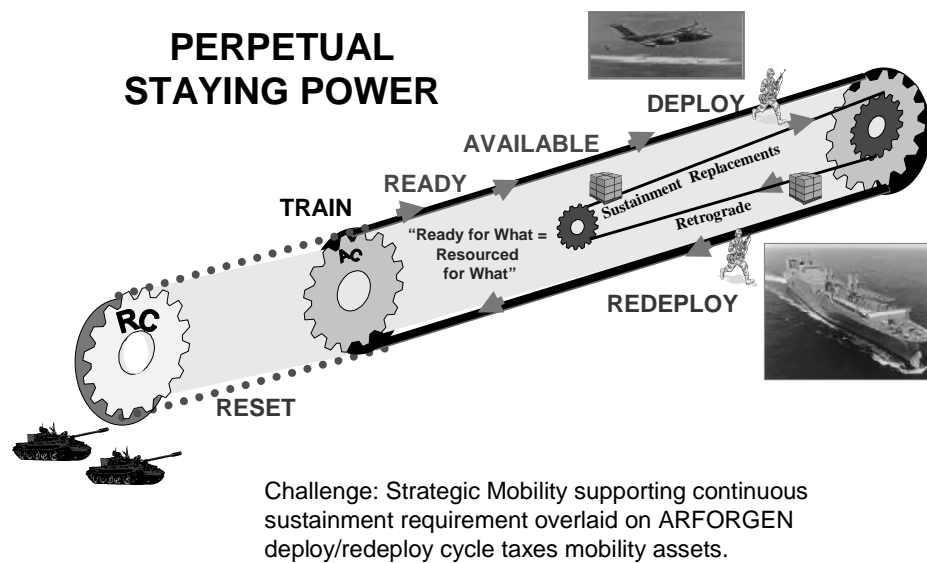 PERPETUAL
STAYING POWER
DEPLOY
AVAILABLE
READY
TRAIN
Sustainment Replacements
Retrograde
“Ready for What =
Resourced
for What”
AC
RC
REDEPLOY
RESET
Challenge: Strategic Mobility supporting continuous
sustainment requirement overlaid on ARFORGEN
deploy/redeploy cycle taxes mobility assets.